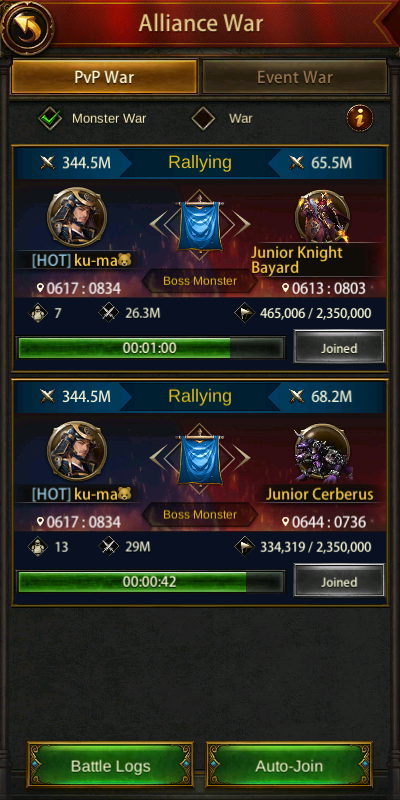 Alliance War
PvP War
Event War
Monster War
War
344.5M
Rallying
65.5M
[HOT] ku-ma
Junior Knight
Bayard
0617 : 0834
Boss Monster
0613 : 0803
7
26.3M
465,006 / 2,350,000
00:01:00
Joined
344.5M
Rallying
68.2M
[HOT] ku-ma
Junior Cerberus
0617 : 0834
Boss Monster
0644 : 0736
13
29M
334,319 / 2,350,000
00:00:42
Joined
Battle Logs
Auto-Join